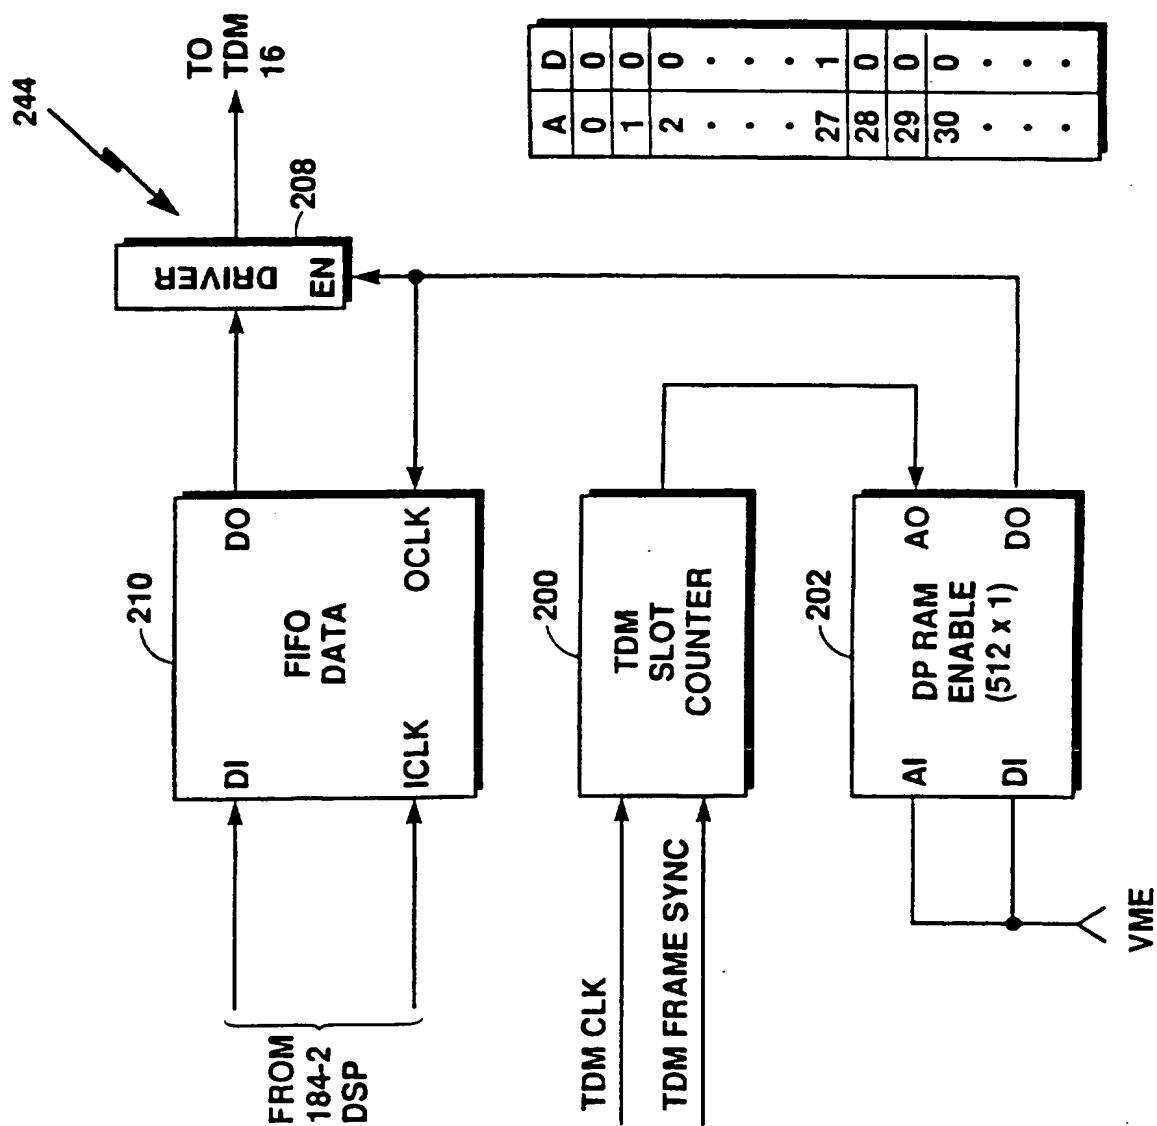 244
TO
TDM
16
208
DRIVER
EN
210
DI
DO
FIFO
DATA
ICLK
OCLK
FROM
184-2
DSP
200
TDM
SLOT
COUNTER
TDM CLK
TDM FRAME SYNC
202
AI
AO
DP RAM
ENABLE
(512 x 1)
DI
DO
VME
A D
0 0
1 0
2 0
· ·
· ·
· ·
27 1
28 0
29 0
30 0
· ·
· ·
· ·